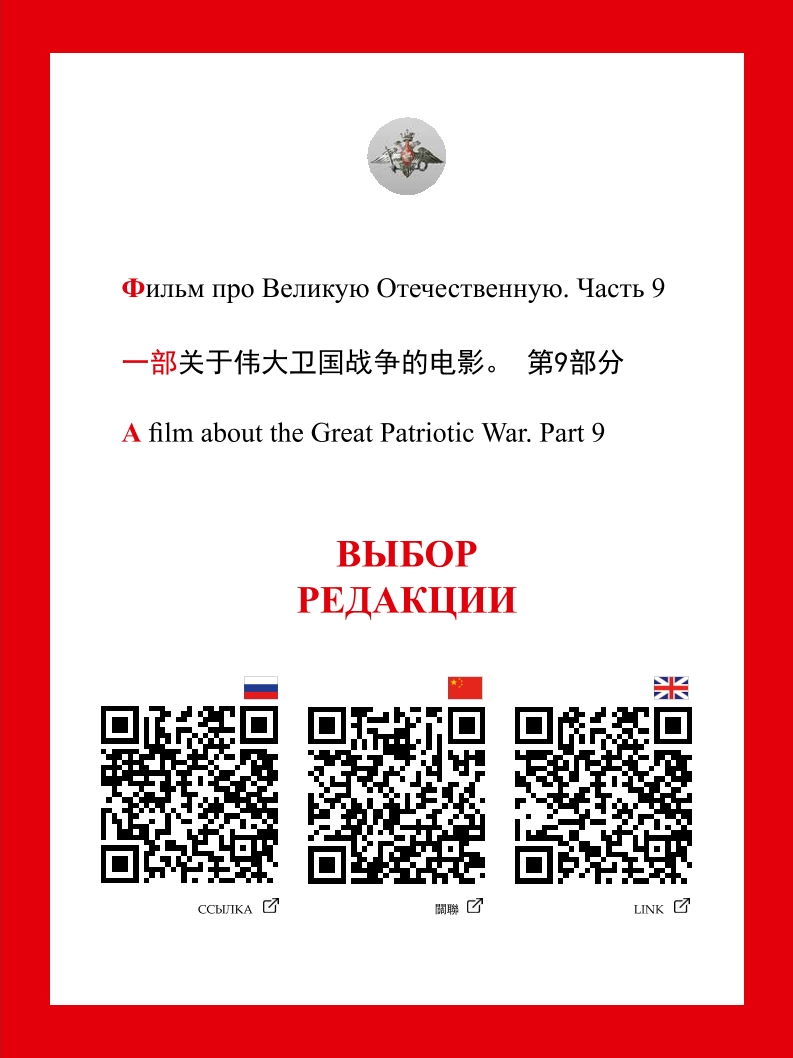 Фильм про Великую Отечественную. Часть 9
一部关于伟大卫国战争的电影。 第9部分
A film about the Great Patriotic War. Part 9
ВЫБОР
РЕДАКЦИИ
ССЫЛКА 關聯 LINK